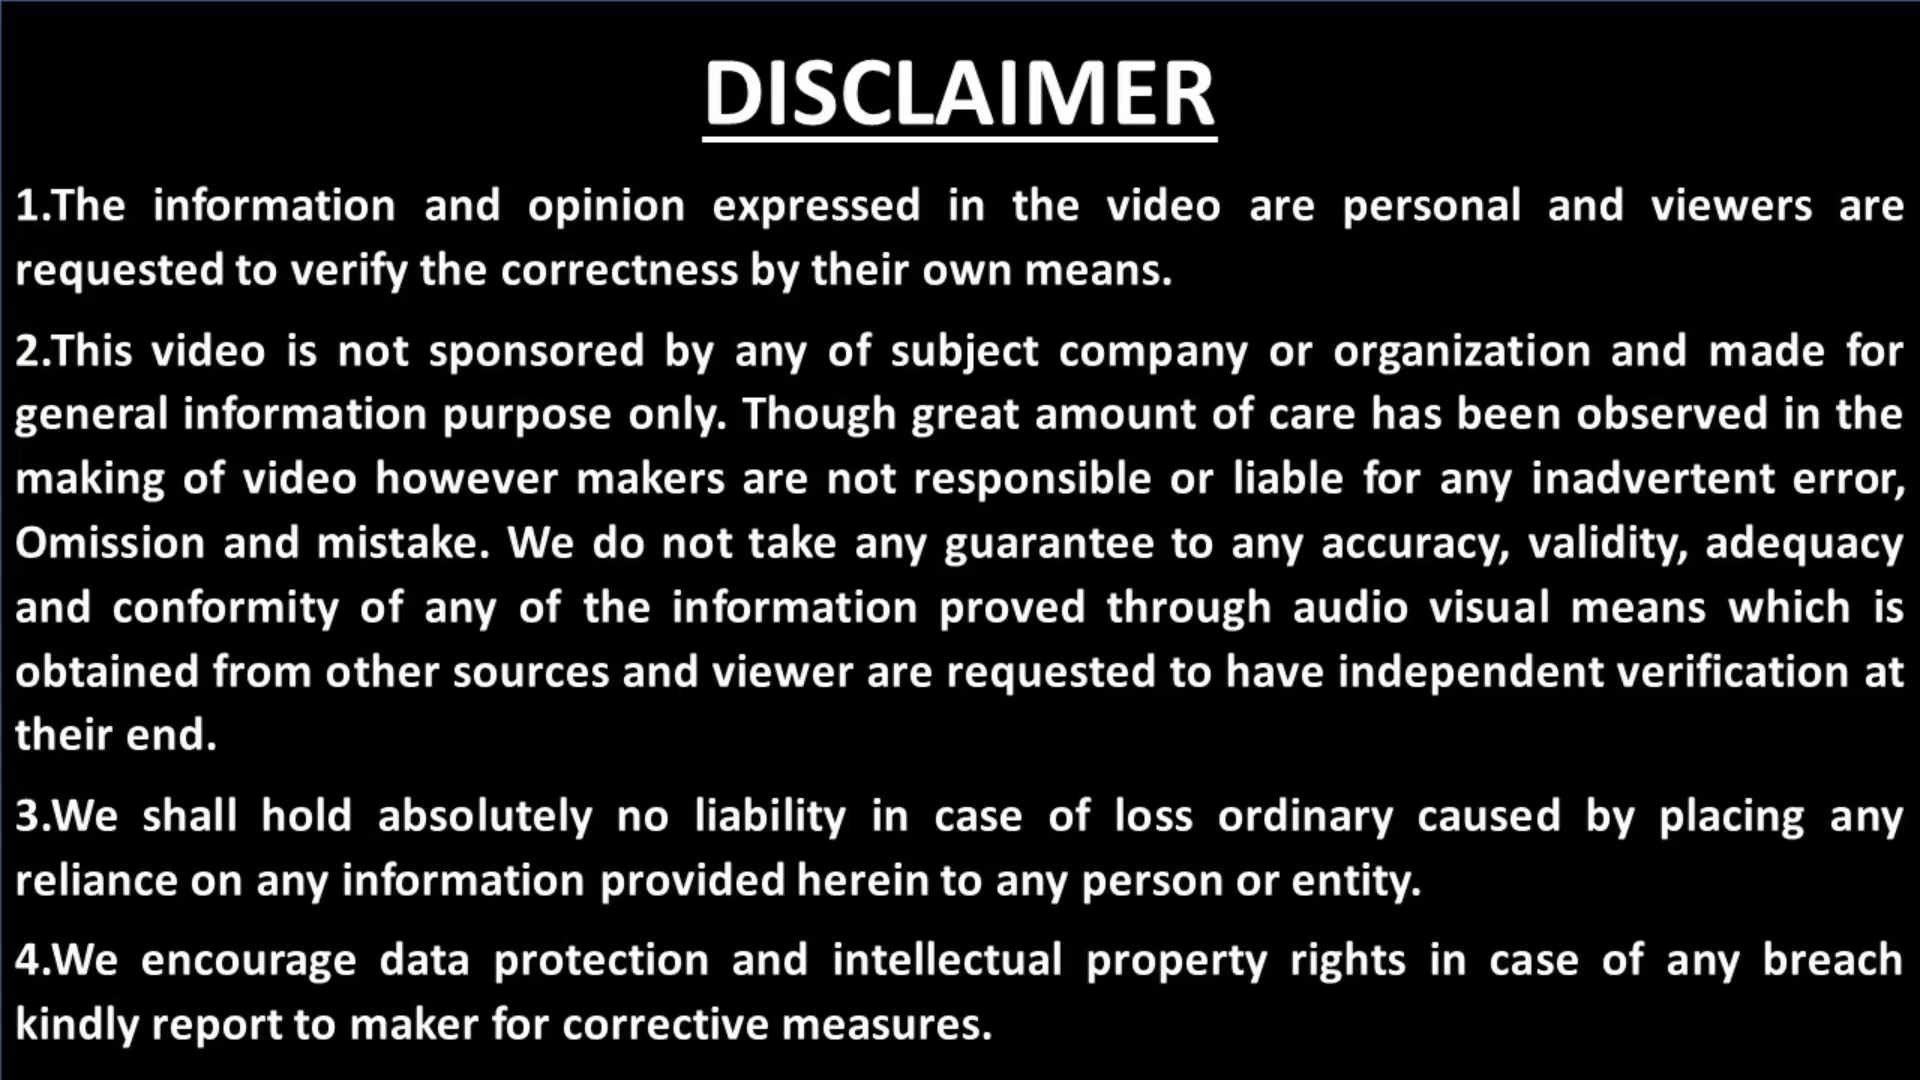 DISCLAIMER
1.The information and opinion expressed in the video are personal and viewers are
requested to verify the correctness by their own means.
2.This video is not sponsored by any of subject company or organization and made for
general information purpose only. Though great amount of care has been observed in the
making of video however makers are not responsible or liable for any inadvertent error,
Omission and mistake. We do not take any guarantee to any accuracy, validity, adequacy
and conformity of any of the information proved through audio visual means which is
obtained from other sources and viewer are requested to have independent verification at
their end.
3.We shall hold absolutely no liability in case of loss ordinary caused by placing any
reliance on any information provided herein to any person or entity.
4.We encourage data protection and intellectual property rights in case of any breach
kindly report to maker for corrective measures.